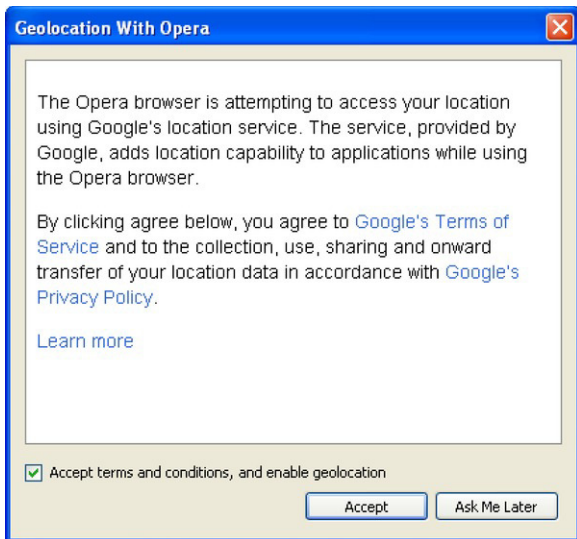 Geolocation With Opera
The Opera browser is attempting to access your location
using Google's location service. The service, provided by
Google, adds location capability to applications while using
the Opera browser.
By clicking agree below, you agree to Google's Terms of
Service and to the collection, use, sharing and onward
transfer of your location data in accordance with Google's
Privacy Policy.
Learn more
Accept terms and conditions, and enable geolocation
Accept
Ask Me Later